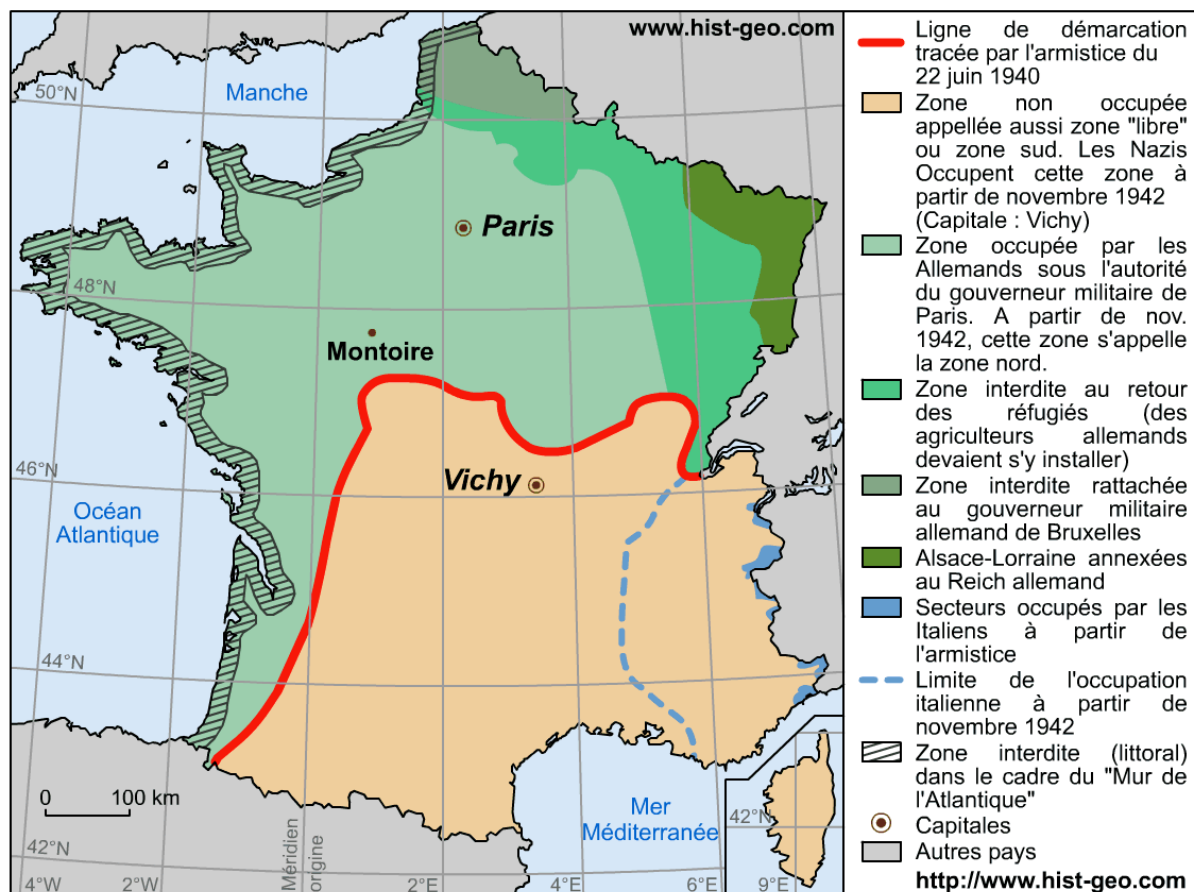 www.hist-geo.com
50°N
Manche
Paris
48°N
Montoire
46°N
Vichy
Océan
Atlantique
44°N
0 100 km
Mer
Méditerranée
42°N
42°N
Méridien
origine
4°W
2°W
2°E
4°E
6°E
9°E
Ligne de démarcation
tracée par l'armistice du
22 juin 1940
Zone non occupée
appellée aussi zone "libre"
ou zone sud. Les Nazis
Occupent cette zone à
partir de novembre 1942
(Capitale : Vichy)
Zone occupée par les
Allemands sous l'autorité
du gouverneur militaire de
Paris. A partir de nov.
1942, cette zone s'appelle
la zone nord.
Zone interdite au retour
des réfugiés (des
agriculteurs allemands
devaient s'y installer)
Zone interdite rattachée
au gouverneur militaire
allemand de Bruxelles
Alsace-Lorraine annexées
au Reich allemand
Secteurs occupés par les
Italiens à partir de
l'armistice
Limite de l'occupation
italienne à partir de
novembre 1942
Zone interdite (littoral)
dans le cadre du "Mur de
l'Atlantique"
Capitales
Autres pays
http://www.hist-geo.com